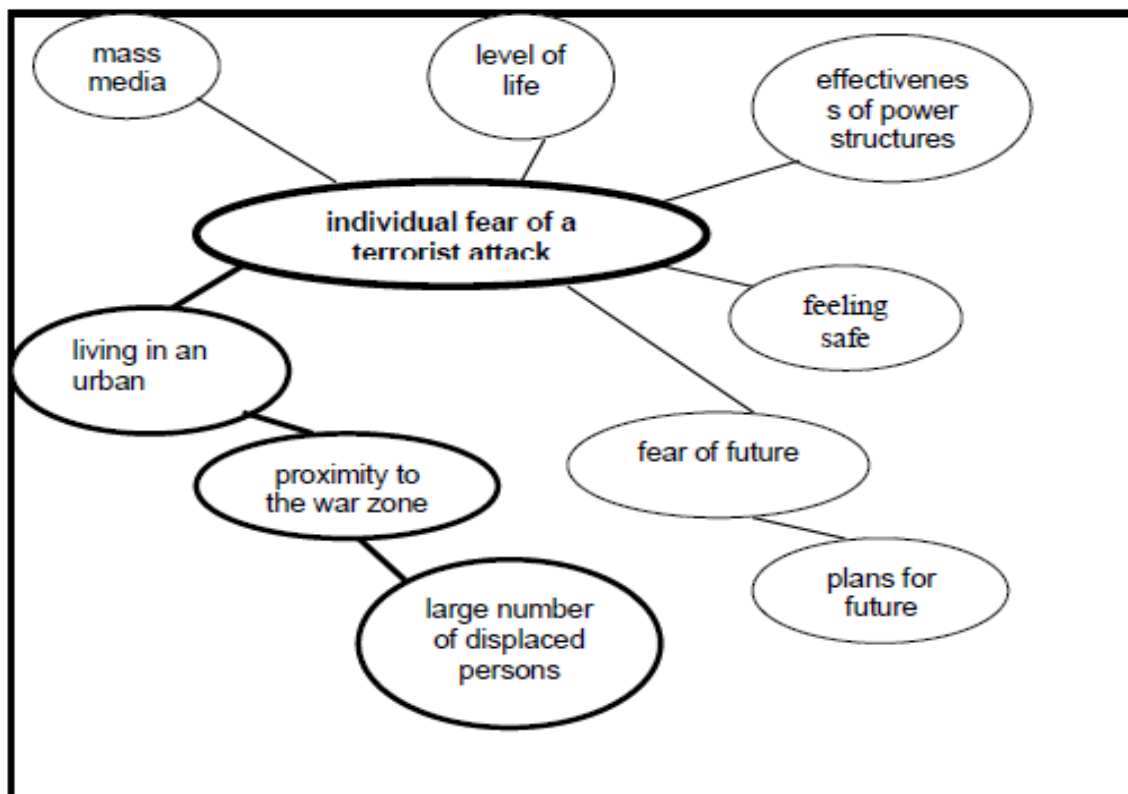 mass
media
level of
life
effectivenes
s of power
structures
individual fear of a
terrorist attack
feeling
safe
living in an
urban
fear of future
proximity to
the war zone
plans for
future
large number
of displaced
persons